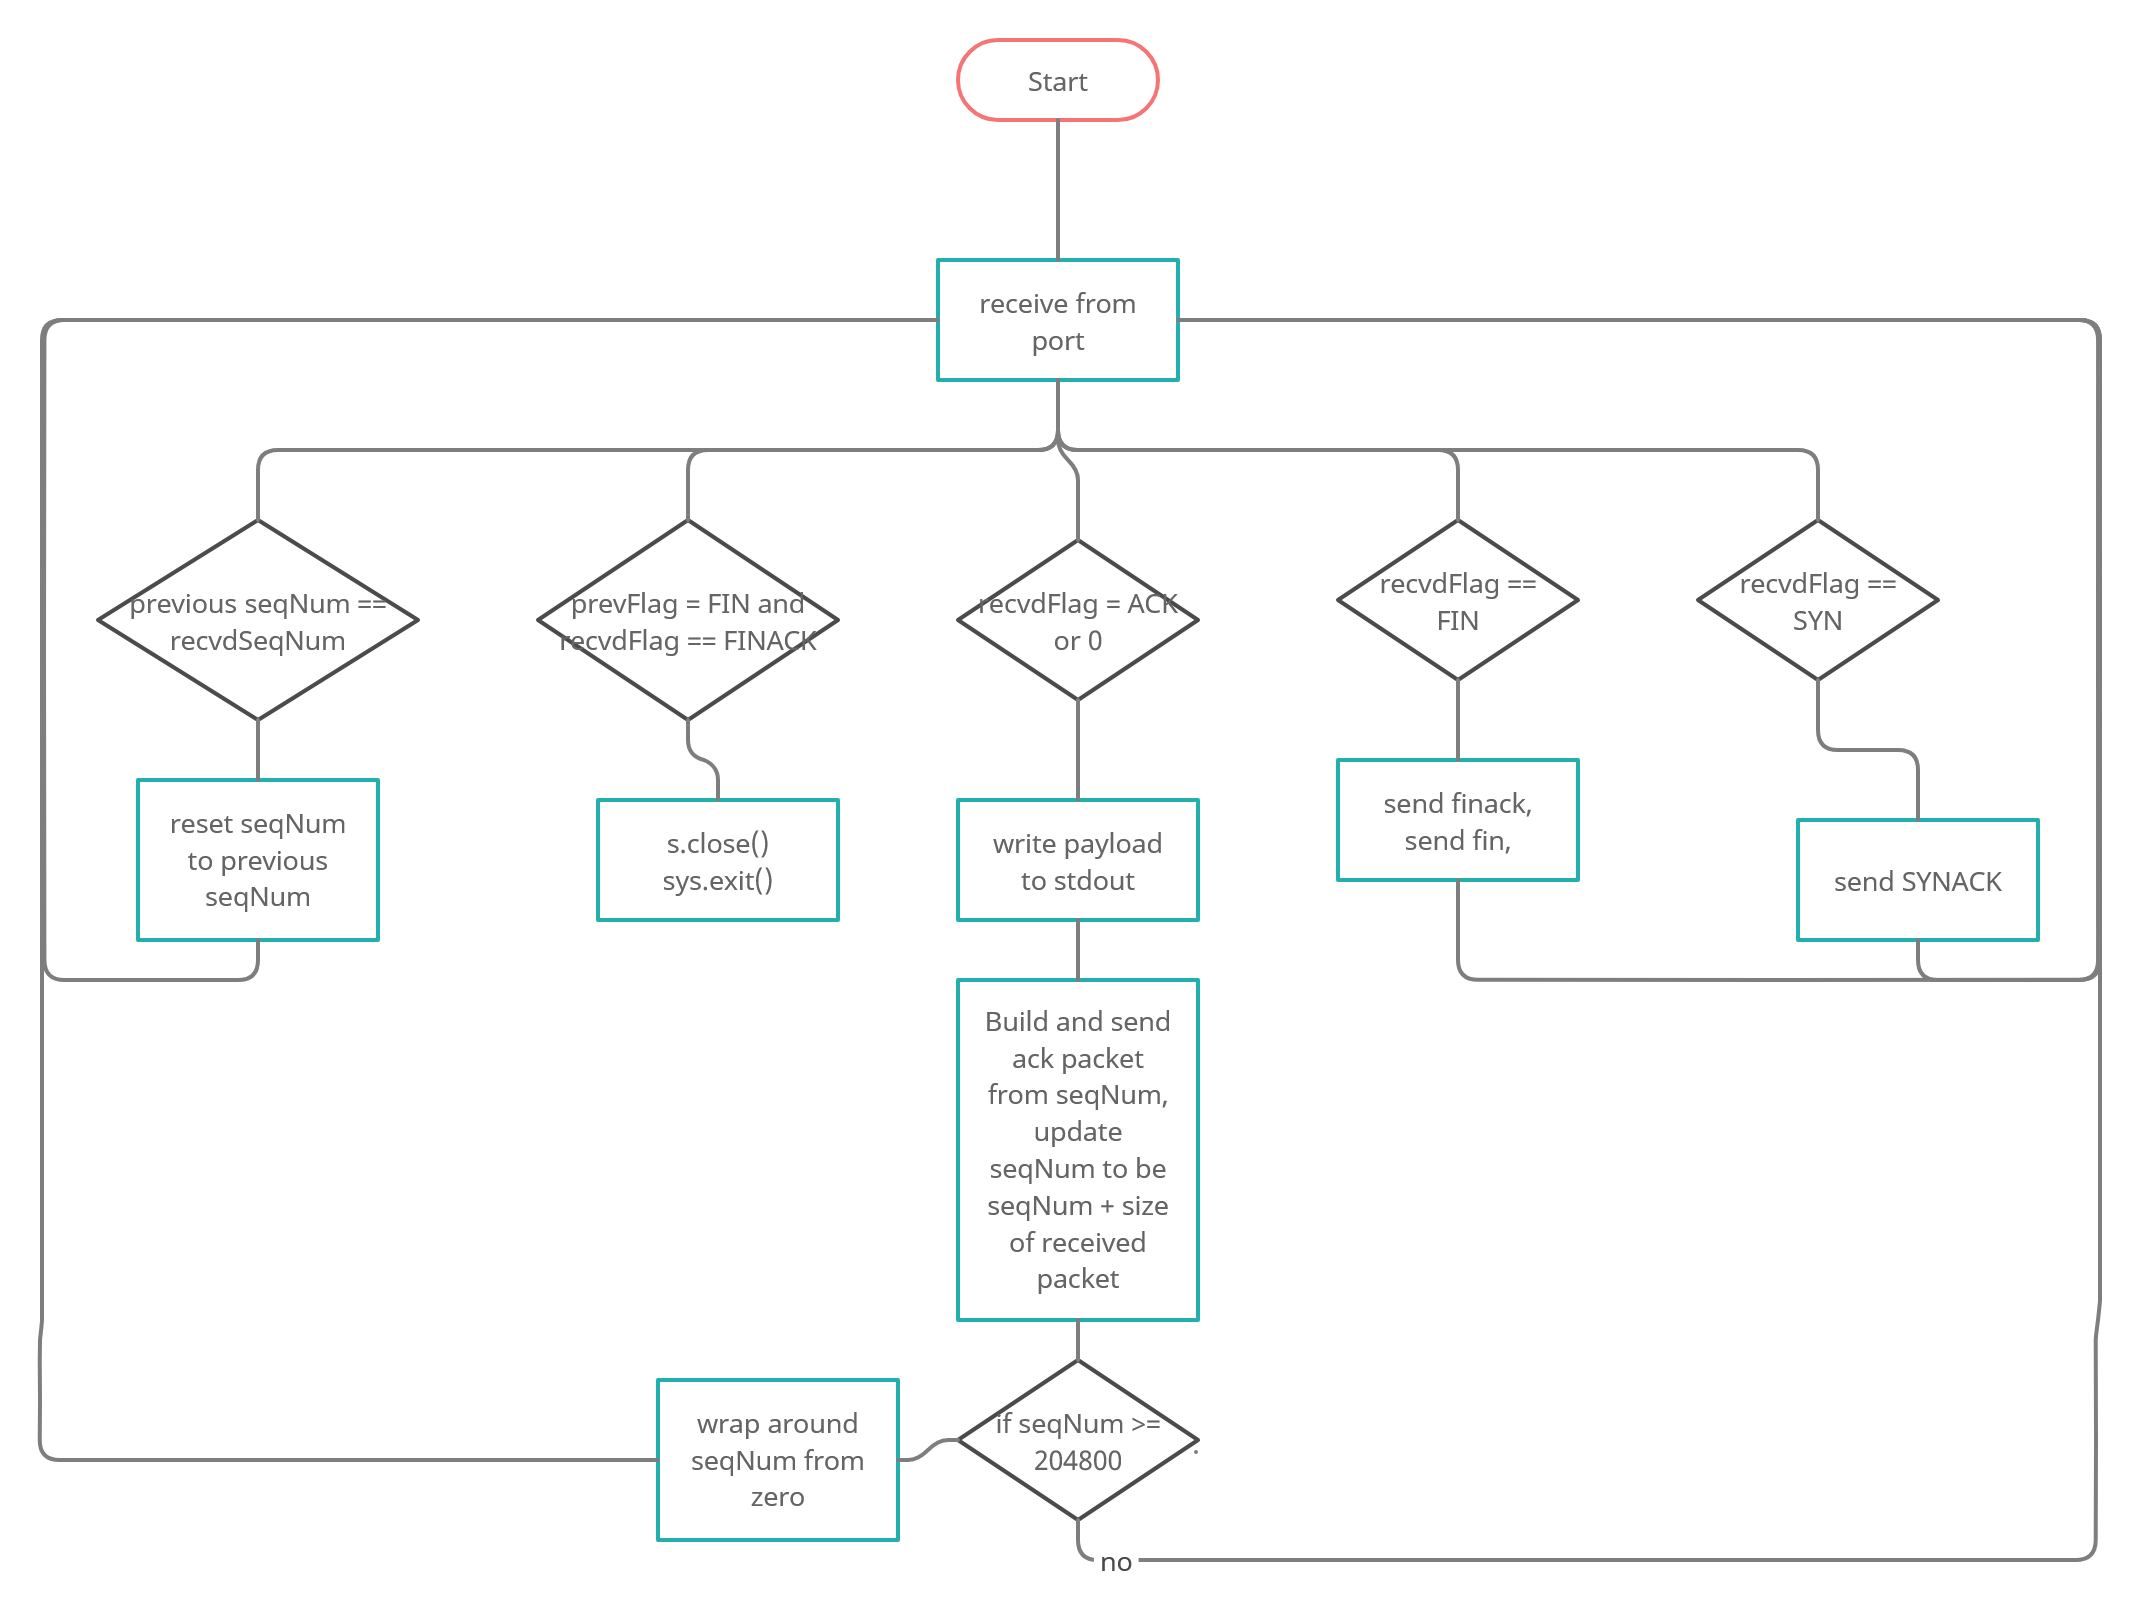 Start
receive from
port
previous seqNum ==
recvdSeqNum
prevFlag = FIN and
recvdFlag == FINACK
recvdFlag = ACK
or 0
recvdFlag ==
FIN
recvdFlag ==
SYN
reset seqNum
to previous
seqNum
s.close()
sys.exit()
write payload
to stdout
send finack,
send fin,
send SYNACK
Build and send
ack packet
from seqNum,
update
seqNum to be
seqNum + size
of received
packet
wrap around
seqNum from
zero
if seqNum >=
204800
.
no